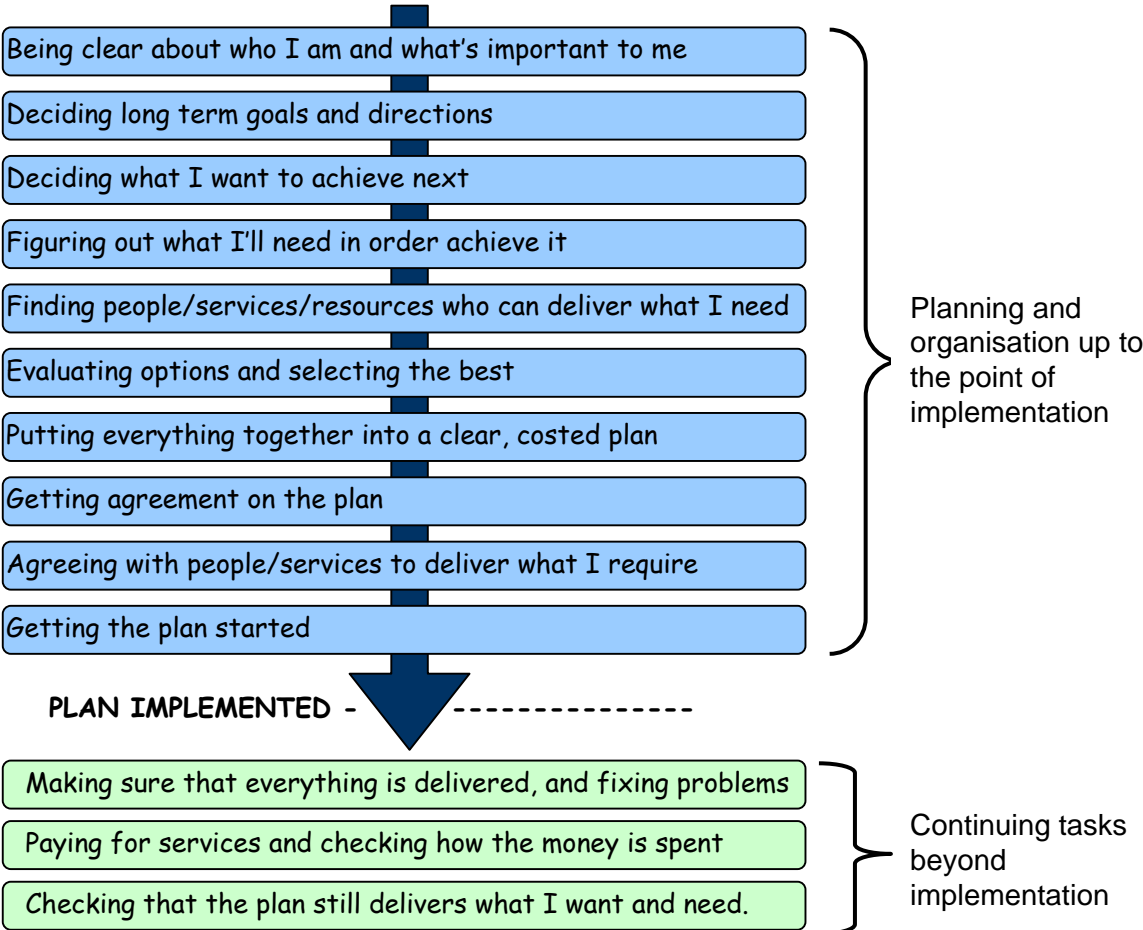 Being clear about who I am and what's important to me
Deciding long term goals and directions
Deciding what I want to achieve next
Figuring out what I'll need in order achieve it
Finding people/services/resources who can deliver what I need
Evaluating options and selecting the best
Putting everything together into a clear, costed plan
Getting agreement on the plan
Agreeing with people/services to deliver what I require
Getting the plan started
Planning and
organisation up to
the point of
implementation
PLAN IMPLEMENTED
Making sure that everything is delivered, and fixing problems
Paying for services and checking how the money is spent
Checking that the plan still delivers what I want and need.
Continuing tasks
beyond
implementation